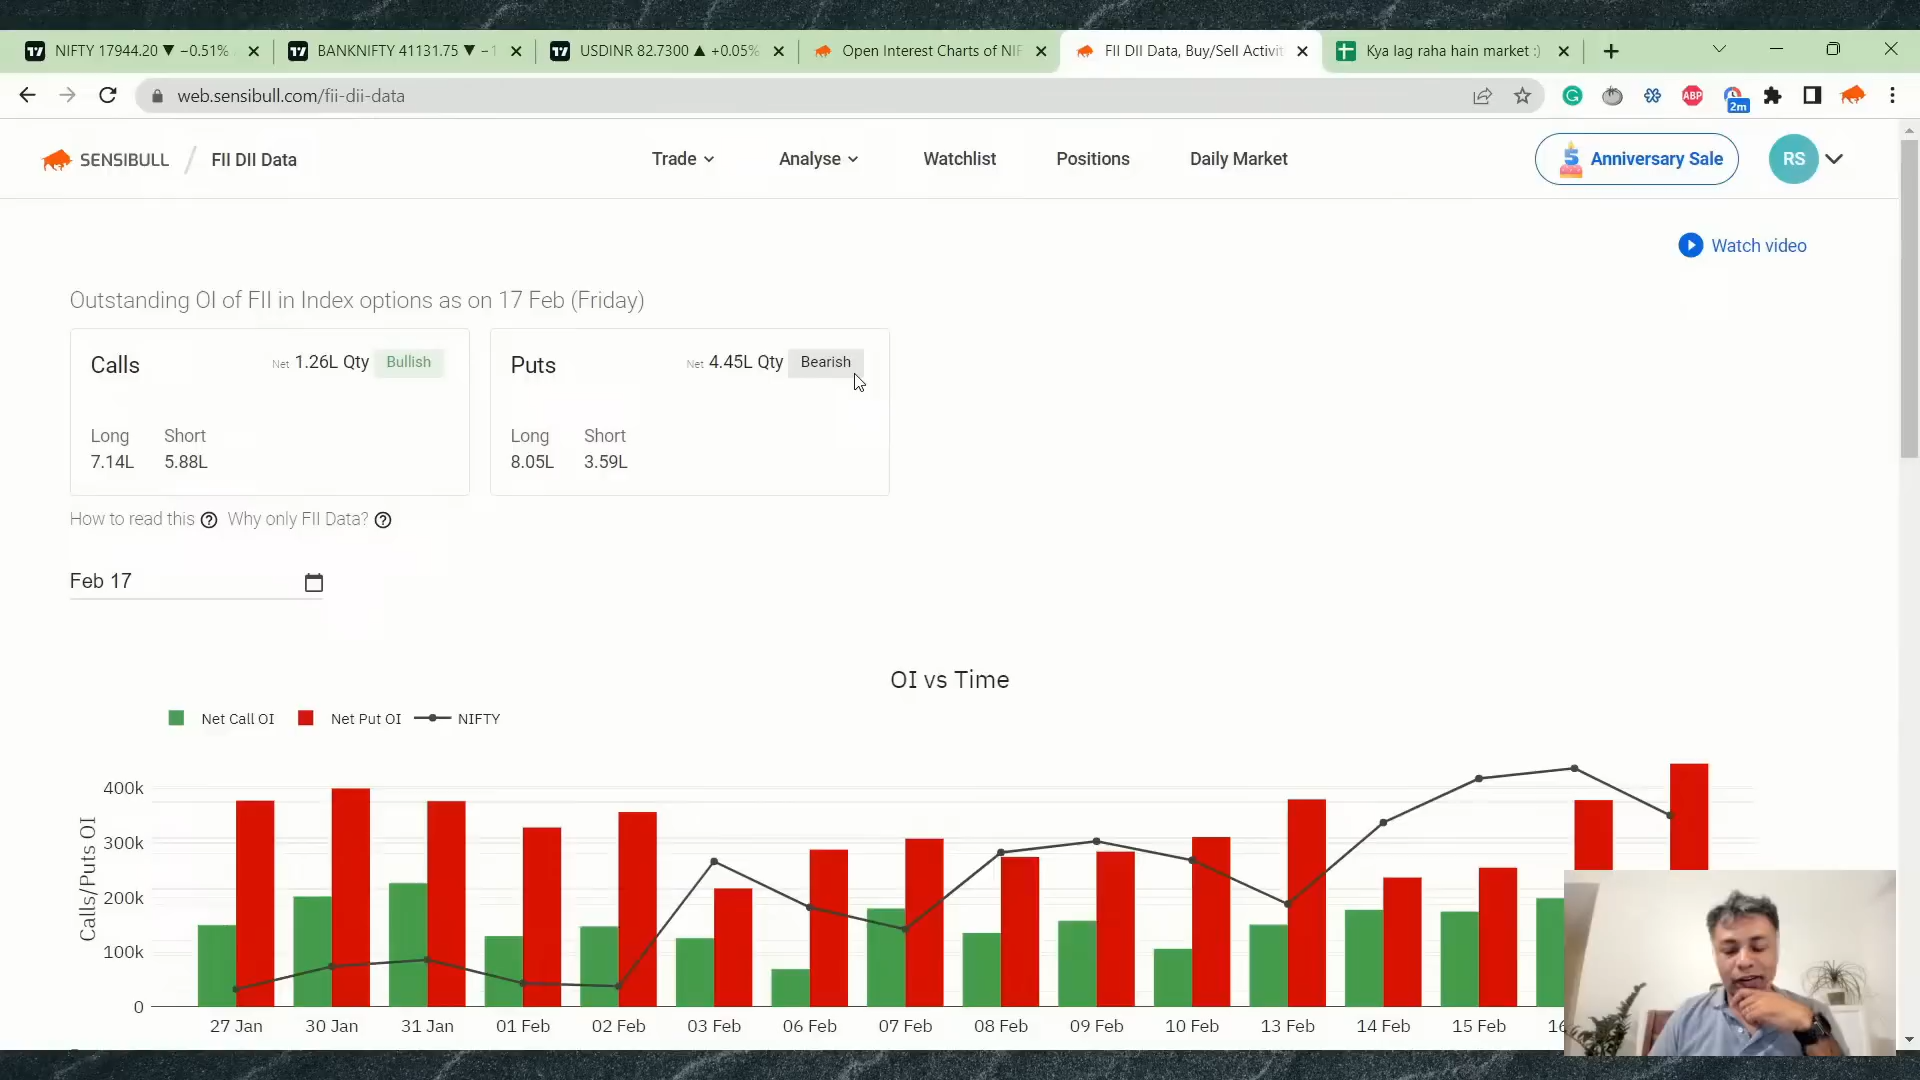 NIFTY 17944.20 ▼ −0.51%
BANKNIFTY 41131.75 ▼ −1
USDINR 82.7300 ▲ +0.05%
Open Interest Charts of NIF
FII DII Data, Buy/Sell Activit
Kya lag raha hain market :)
web.sensibull.com/fii-dii-data
ABP
2m
SENSIBULL / FII DII Data
Trade
Analyse
Watchlist
Positions
Daily Market
5 Anniversary Sale
RS
Watch video
Outstanding OI of FII in Index options as on 17 Feb (Friday)
Calls
Net 1.26L Qty Bullish
Long Short
7.14L 5.88L
Puts
Net 4.45L Qty Bearish
Long Short
8.05L 3.59L
How to read this ? Why only FII Data? ?
Feb 17
OI vs Time
Net Call OI Net Put OI NIFTY
Calls/Puts OI
400k
300k
200k
100k
0
27 Jan 30 Jan 31 Jan 01 Feb 02 Feb 03 Feb 06 Feb 07 Feb 08 Feb 09 Feb 10 Feb 13 Feb 14 Feb 15 Feb 16